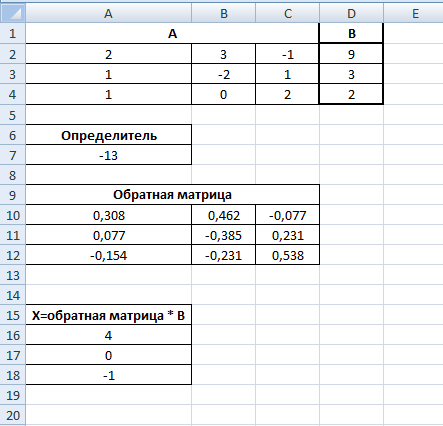 A B C D E
1 A B
2 2 3 -1 9
3 1 -2 1 3
4 1 0 2 2
5
6 Определитель
7 -13
8
9 Обратная матрица
10 0,308 0,462 -0,077
11 0,077 -0,385 0,231
12 -0,154 -0,231 0,538
13
14
15 X=обратная матрица * B
16 4
17 0
18 -1
19
20